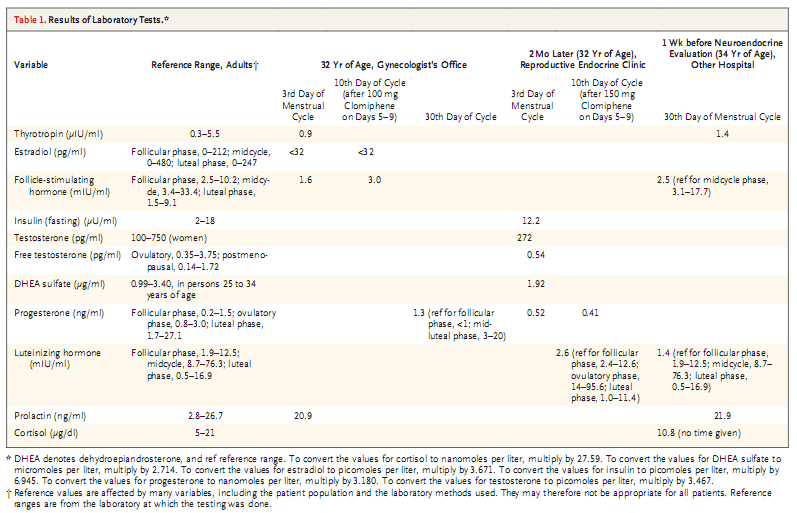 Table 1. Results of Laboratory Tests.*
Variable Reference Range, Adults† 32 Yr of Age, Gynecologist's Office 2 Mo Later (32 Yr of Age), Reproductive Endocrine Clinic 1 Wk before Neuroendocrine Evaluation (34 Yr of Age), Other Hospital
3rd Day of Menstrual Cycle 10th Day of Cycle (after 100 mg Clomiphene on Days 5–9) 30th Day of Cycle 3rd Day of Menstrual Cycle 10th Day of Cycle (after 150 mg Clomiphene on Days 5–9) 30th Day of Menstrual Cycle
Thyrotropin (μIU/ml) 0.3–5.5 0.9 1.4
Estradiol (pg/ml) Follicular phase, 0–212; midcycle, 0–480; luteal phase, 0–247 <32 <32
Follicle-stimulating hormone (mIU/ml) Follicular phase, 2.5–10.2; midcycle, 3.4–33.4; luteal phase, 1.5–9.1 1.6 3.0 2.5 (ref for midcycle phase, 3.1–17.7)
Insulin (fasting) (μU/ml) 2–18 12.2
Testosterone (pg/ml) 100–750 (women) 272
Free testosterone (pg/ml) Ovulatory, 0.35–3.75; postmenopausal, 0.14–1.72 0.54
DHEA sulfate (μg/ml) 0.99–3.40, in persons 25 to 34 years of age 1.92
Progesterone (ng/ml) Follicular phase, 0.2–1.5; ovulatory phase, 0.8–3.0; luteal phase, 1.7–27.1 1.3 (ref for follicular phase, <1; mid-luteal phase, 3–20) 0.52 0.41
Luteinizing hormone (mIU/ml) Follicular phase, 1.9–12.5; midcycle, 8.7–76.3; luteal phase, 0.5–16.9 2.6 (ref for follicular phase, 2.4–12.6; ovulatory phase, 14–95.6; luteal phase, 1.0–11.4) 1.4 (ref for follicular phase, 1.9–12.5; midcycle, 8.7–76.3; luteal phase, 0.5–16.9)
Prolactin (ng/ml) 2.8–26.7 20.9 21.9
Cortisol (μg/dl) 5–21 10.8 (no time given)
* DHEA denotes dehydroepiandrosterone, and ref reference range. To convert the values for cortisol to nanomoles per liter, multiply by 27.59. To convert the values for DHEA sulfate to
micromoles per liter, multiply by 2.714. To convert the values for estradiol to picomoles per liter, multiply by 3.671. To convert the values for insulin to picomoles per liter, multiply by
6.945. To convert the values for progesterone to nanomoles per liter, multiply by 3.180. To convert the values for testosterone to picomoles per liter, multiply by 3.467.
† Reference values are affected by many variables, including the patient population and the laboratory methods used. They may therefore not be appropriate for all patients. Reference
ranges are from the laboratory at which the testing was done.